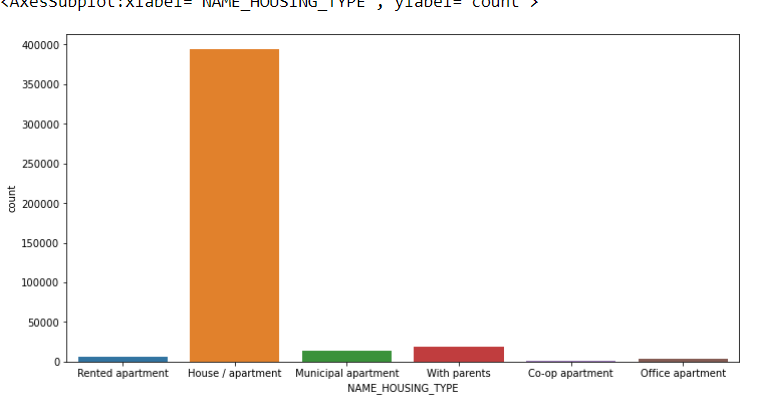 <AxesSubplot:xlabel='NAME_HOUSING_TYPE', ylabel='count'>
400000
350000
300000
250000
200000
150000
100000
50000
0
count
Rented apartment House / apartment Municipal apartment With parents Co-op apartment Office apartment
NAME_HOUSING_TYPE